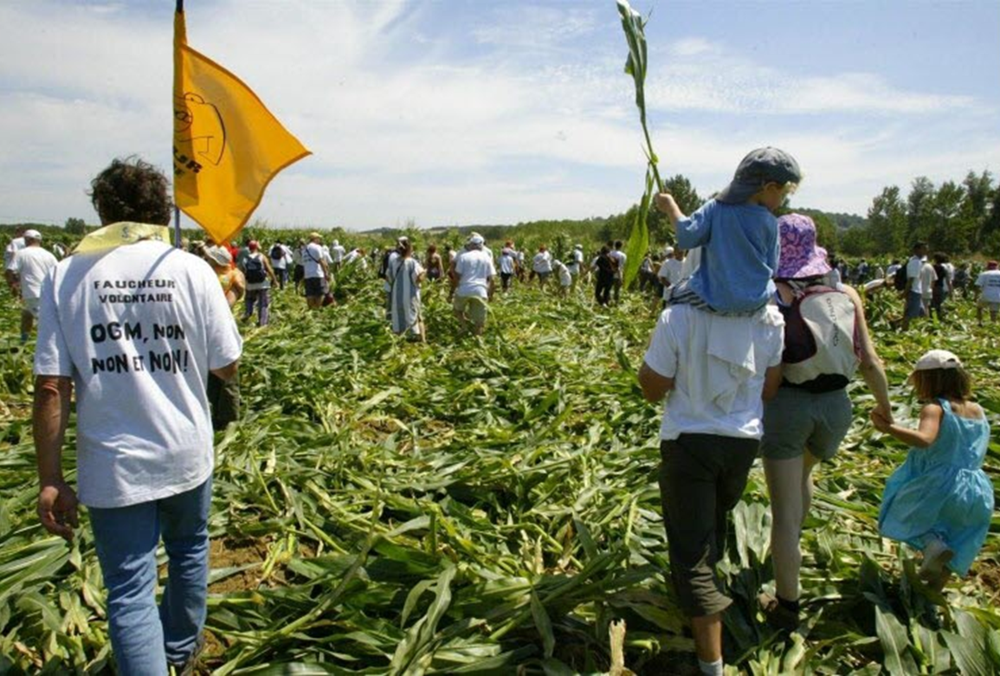 FAUCHEUR
VOLONTAIRE
OGM, NON
NON ET NON!